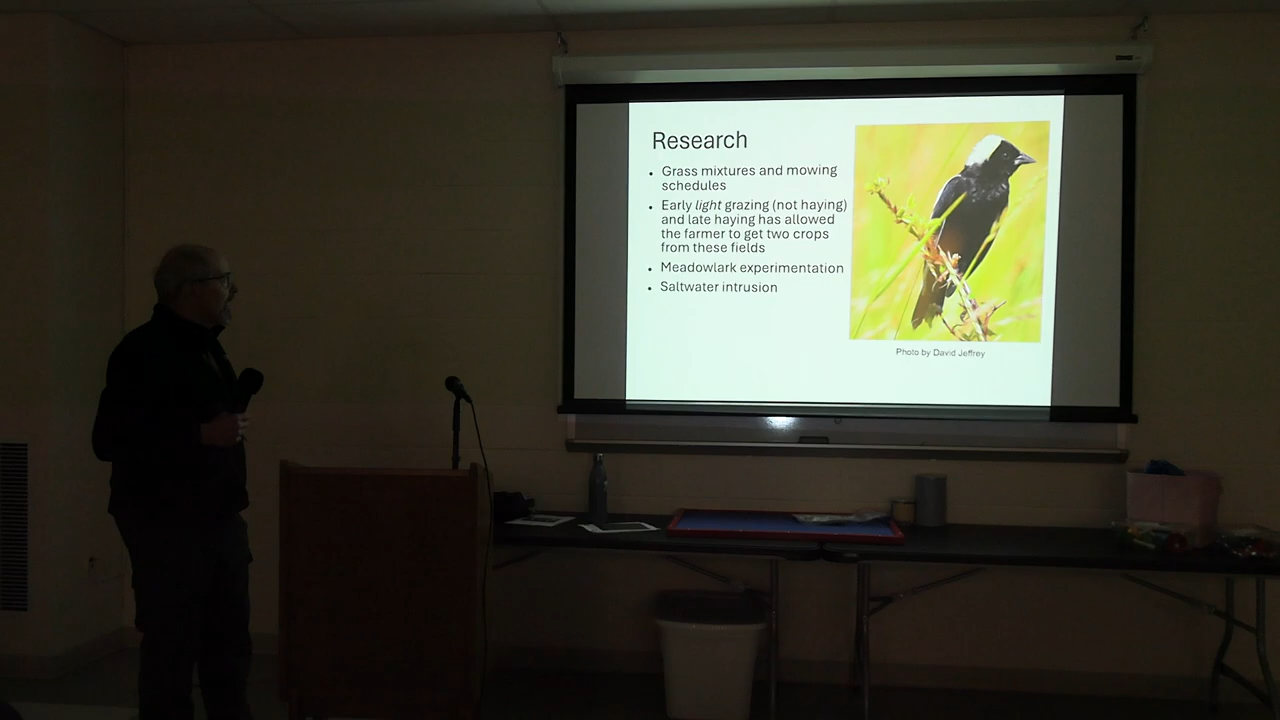 Research
• Grass mixtures and mowing
schedules
• Early light grazing (not haying)
and late haying has allowed
the farmer to get two crops
from these fields
• Meadowlark experimentation
• Saltwater intrusion
Photo by David Jeffrey